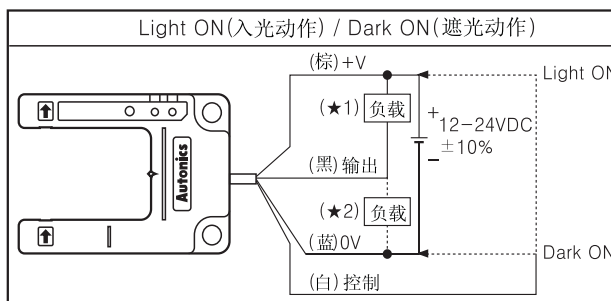 Light ON(入光动作) / Dark ON(遮光动作)
(棕)+V
Light ON
(★1) 负载
+
12-24VDC
±10%
−
Autonics
(黑)输出
(★2) 负载
(蓝)0V
Dark ON
(白)控制